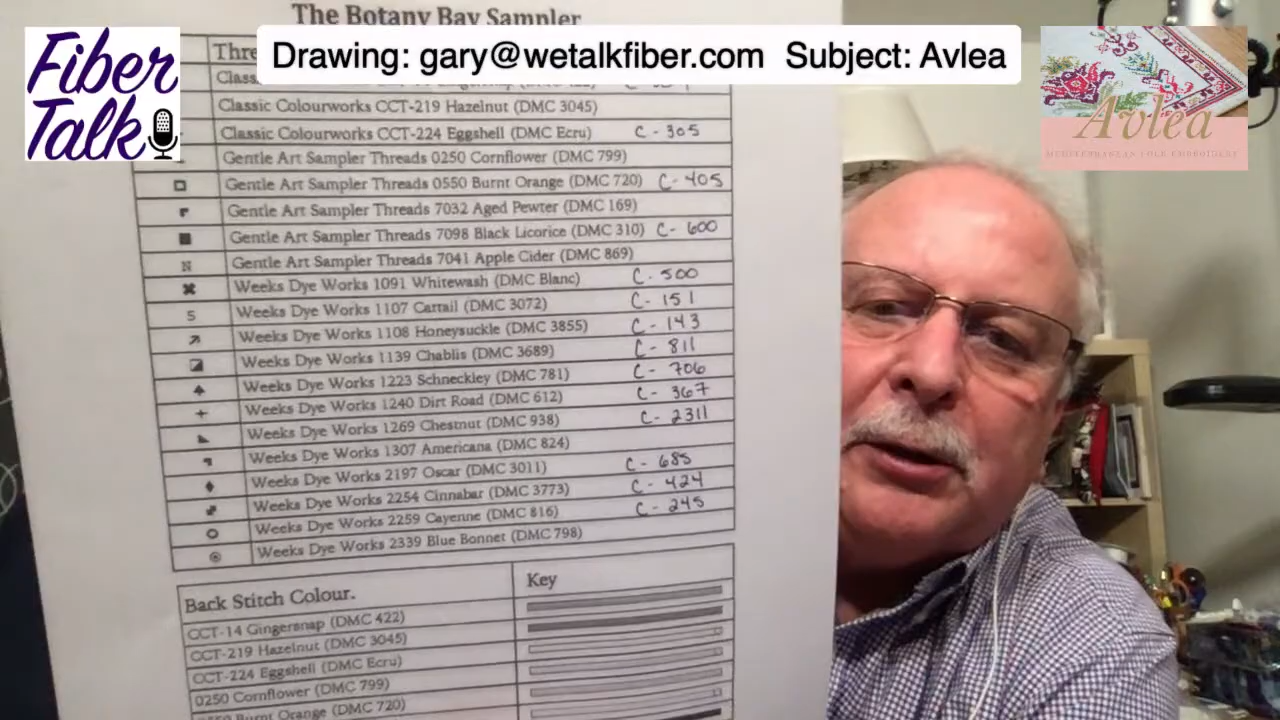 The Botany Bay Sampler
Fiber
Talk
Drawing: gary@wetalkfiber.com Subject: Avlea
Avlea
MEDITERRANEAN FOLK EMBROIDERY
Thre
Class
Classic Colourworks CCT-219 Hazelnut (DMC 3045)
Classic Colourworks CCT-224 Eggshell (DMC Ecru) C - 305
Gentle Art Sampler Threads 0250 Cornflower (DMC 799)
Gentle Art Sampler Threads 0550 Burnt Orange (DMC 720) C - 405
Gentle Art Sampler Threads 7032 Aged Pewter (DMC 169)
Gentle Art Sampler Threads 7098 Black Licorice (DMC 310) C - 600
N Gentle Art Sampler Threads 7041 Apple Cider (DMC 869)
Weeks Dye Works 1091 Whitewash (DMC Blanc) C - 500
S Weeks Dye Works 1107 Cattail (DMC 3072) C - 151
Weeks Dye Works 1108 Honeysuckle (DMC 3855) C - 143
Weeks Dye Works 1139 Chablis (DMC 3689) C - 811
Weeks Dye Works 1223 Schneckley (DMC 781) C - 706
Weeks Dye Works 1240 Dirt Road (DMC 612) C - 367
Weeks Dye Works 1269 Chestnut (DMC 938) C - 2311
Weeks Dye Works 1307 Americana (DMC 824)
Weeks Dye Works 2197 Oscar (DMC 3011) C - 685
Weeks Dye Works 2254 Cinnabar (DMC 3773) C - 424
Weeks Dye Works 2259 Cayenne (DMC 816) C - 245
Weeks Dye Works 2339 Blue Bonnet (DMC 798)
Back Stitch Colour. Key
CCT-14 Gingersnap (DMC 422)
CCT-219 Hazelnut (DMC 3045)
CCT-224 Eggshell (DMC Ecru)
0250 Cornflower (DMC 799)
Burnt Orange (DMC 720)